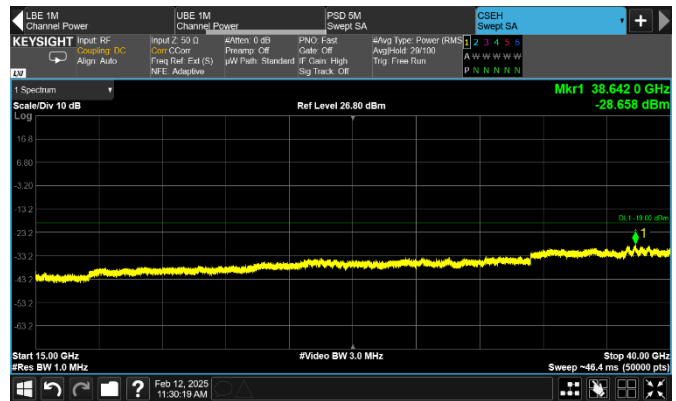 LBE 1M
Channel Power
UBE 1M
Channel Power
PSD 5M
Swept SA
CSEH
Swept SA
KEYSIGHT
Input: RF
Coupling: DC
Align: Auto
Input Z: 50 Ω
Corr CCorr
Freq Ref: Ext (S)
NFE: Adaptive
#Atten: 0 dB
Preamp: Off
µW Path: Standard
PNO: Fast
Gate: Off
IF Gain: High
Sig Track: Off
#Avg Type: Power (RMS)
Avg|Hold: 29/100
Trig: Free Run
1 2 3 4 5 6
A W W W W W
P N N N N N
LXI
1 Spectrum
Scale/Div 10 dB
Ref Level 26.80 dBm
Mkr1 38.642 0 GHz
-28.658 dBm
Log
16.8
6.80
-3.20
-13.2
-23.2
-33.2
-43.2
-53.2
-63.2
DL1 -19.00 dBm
1
Start 15.00 GHz
#Res BW 1.0 MHz
#Video BW 3.0 MHz
Stop 40.00 GHz
Sweep ~46.4 ms (50000 pts)
Feb 12, 2025
11:30:19 AM